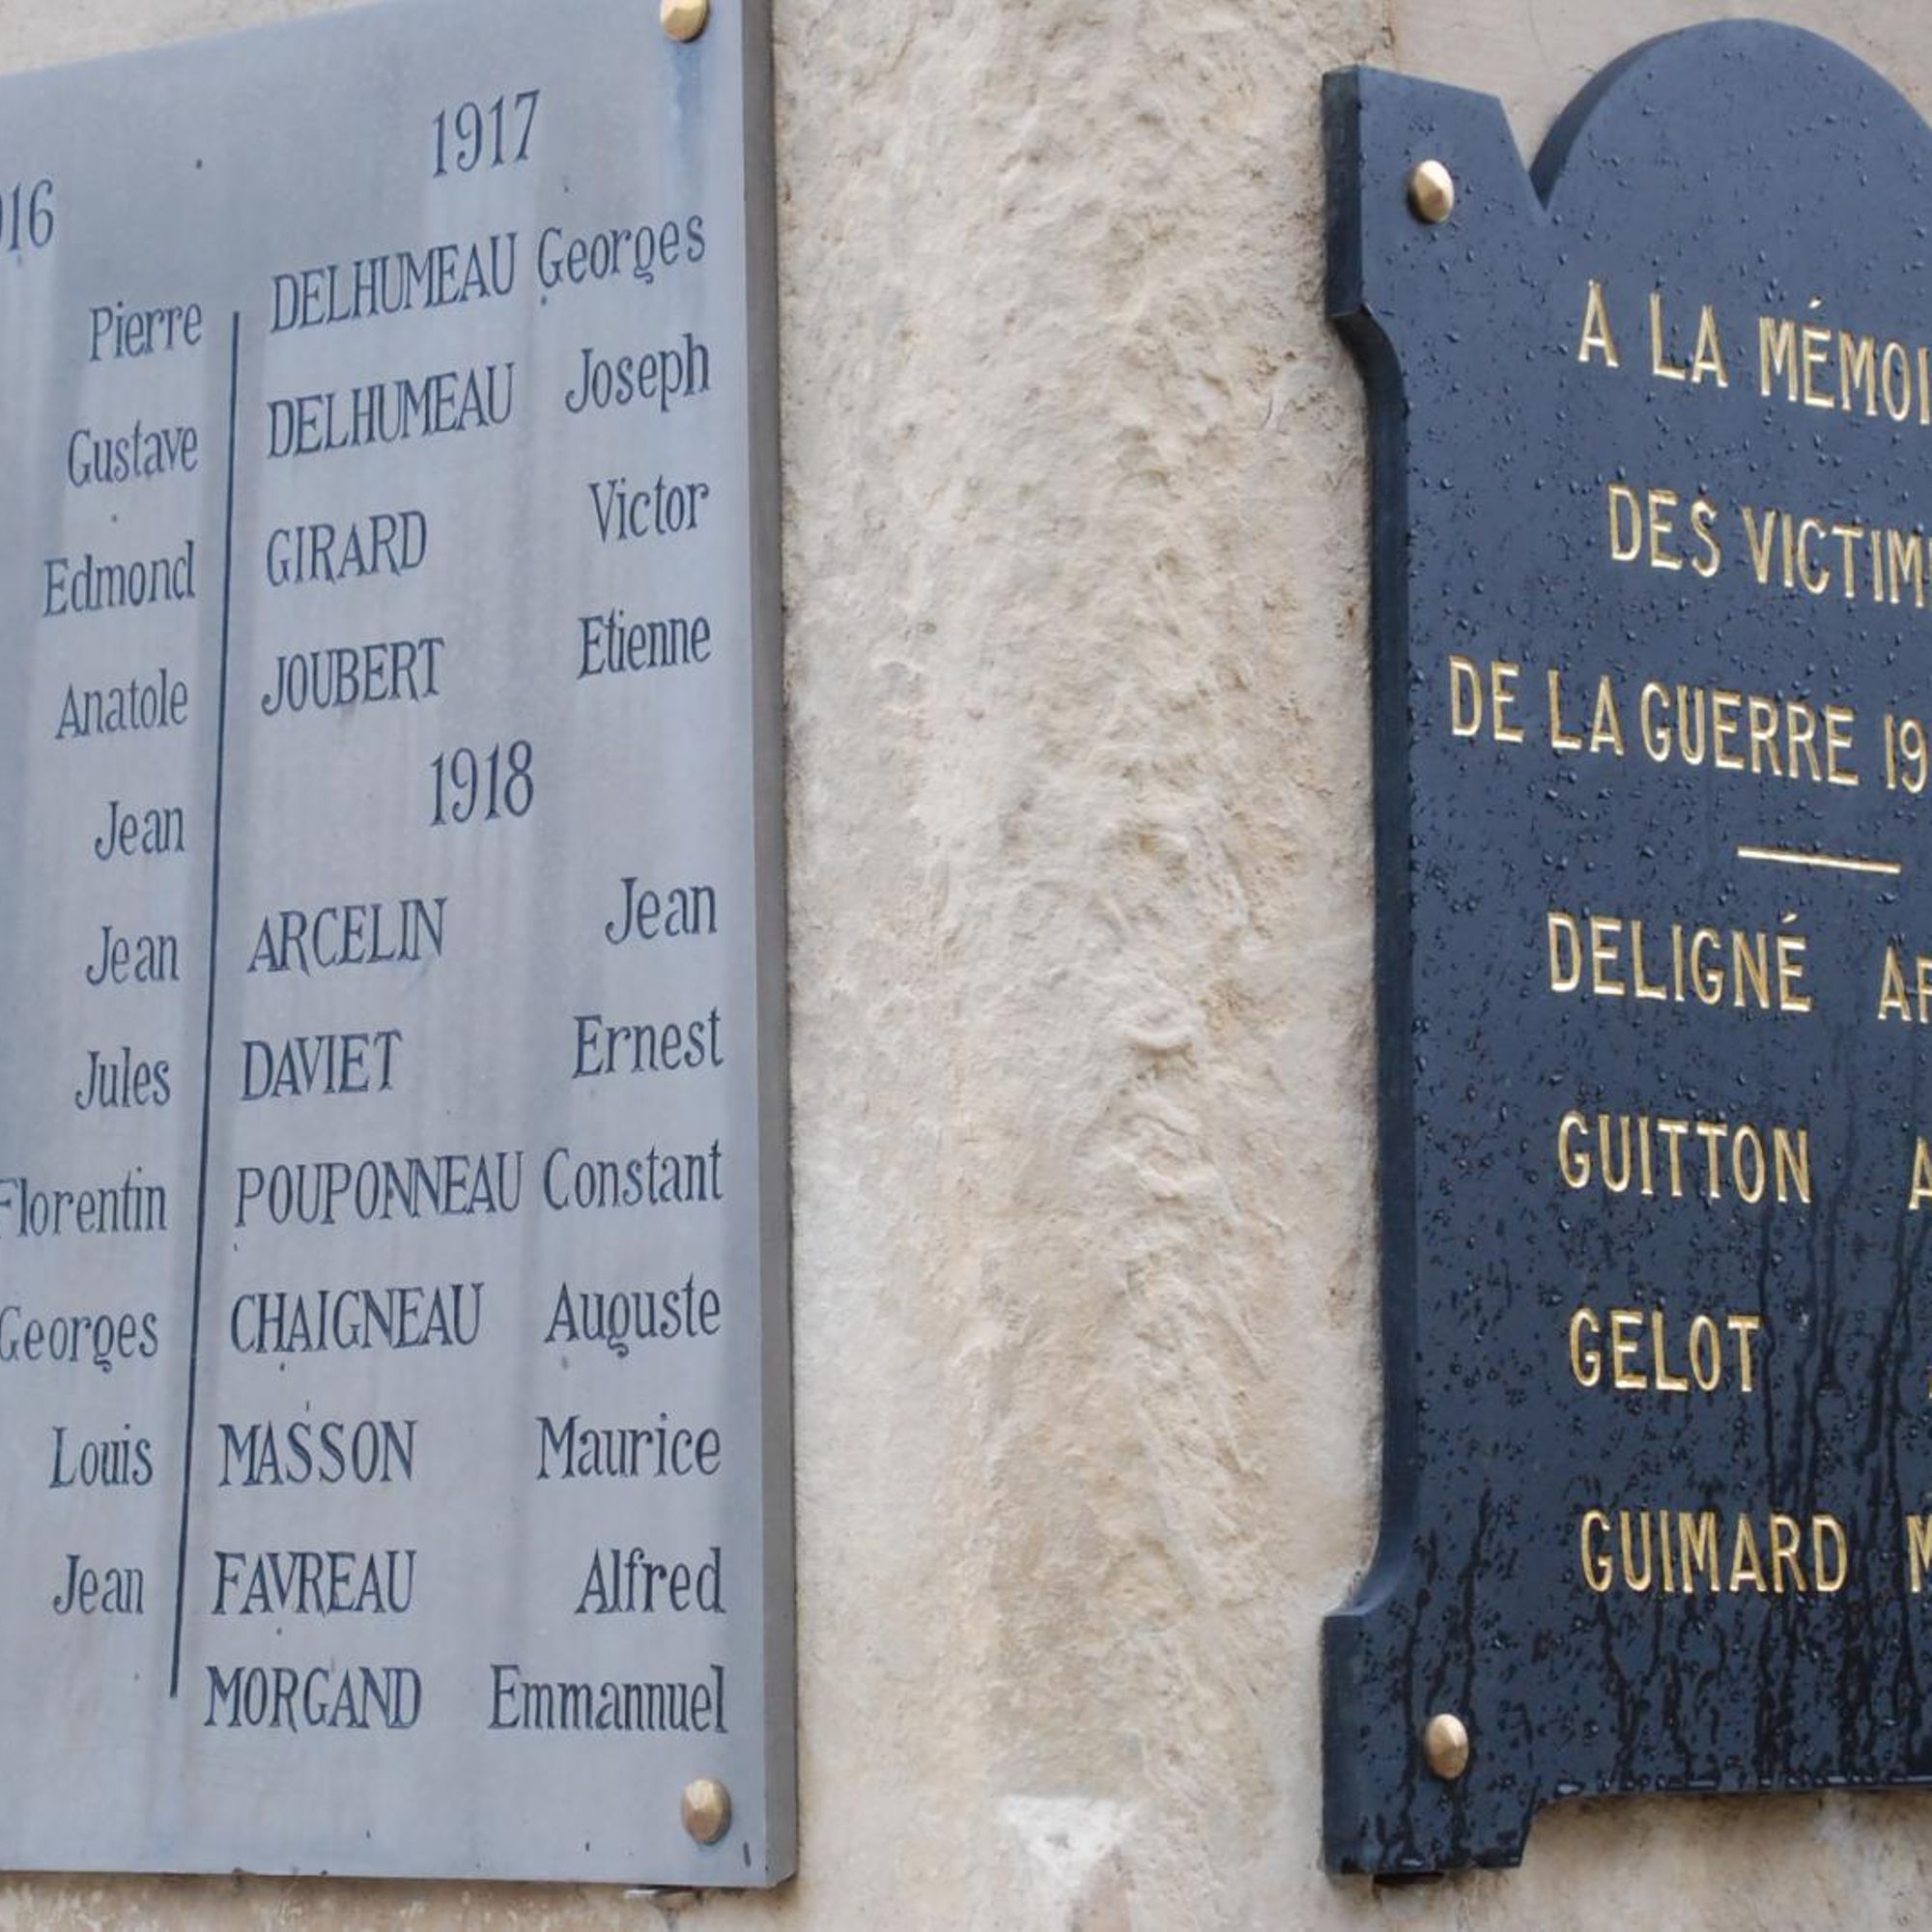 1917
DELHUMEAU Georges
DELHUMEAU Joseph
GIRARD Victor
JOUBERT Etienne
1918
ARCELIN Jean
DAVIET Ernest
POUPONNEAU Constant
CHAIGNEAU Auguste
MASSON Maurice
FAVREAU Alfred
MORGAND Emmannuel
16
Pierre
Gustave
Edmond
Anatole
Jean
Jean
Jules
Florentin
Georges
Louis
Jean
A LA
DES
DE LA GUERRE 19
DELIGNÉ
GUITTON
GELOT
GUIMARD